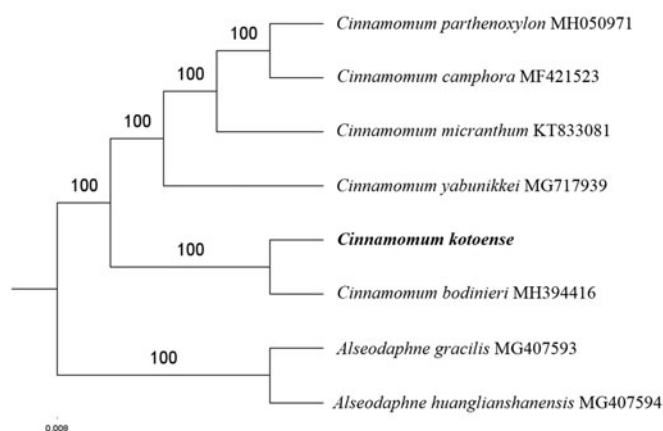 100
Cinnamomum parthenoxylon MH050971
100
Cinnamomum camphora MF421523
100
Cinnamomum micranthum KT833081
100
Cinnamomum yabunikkei MG717939
100
Cinnamomum kotoense
Cinnamomum bodinieri MH394416
100
Alseodaphne gracilis MG407593
Alseodaphne huanglianshanensis MG407594
0.008